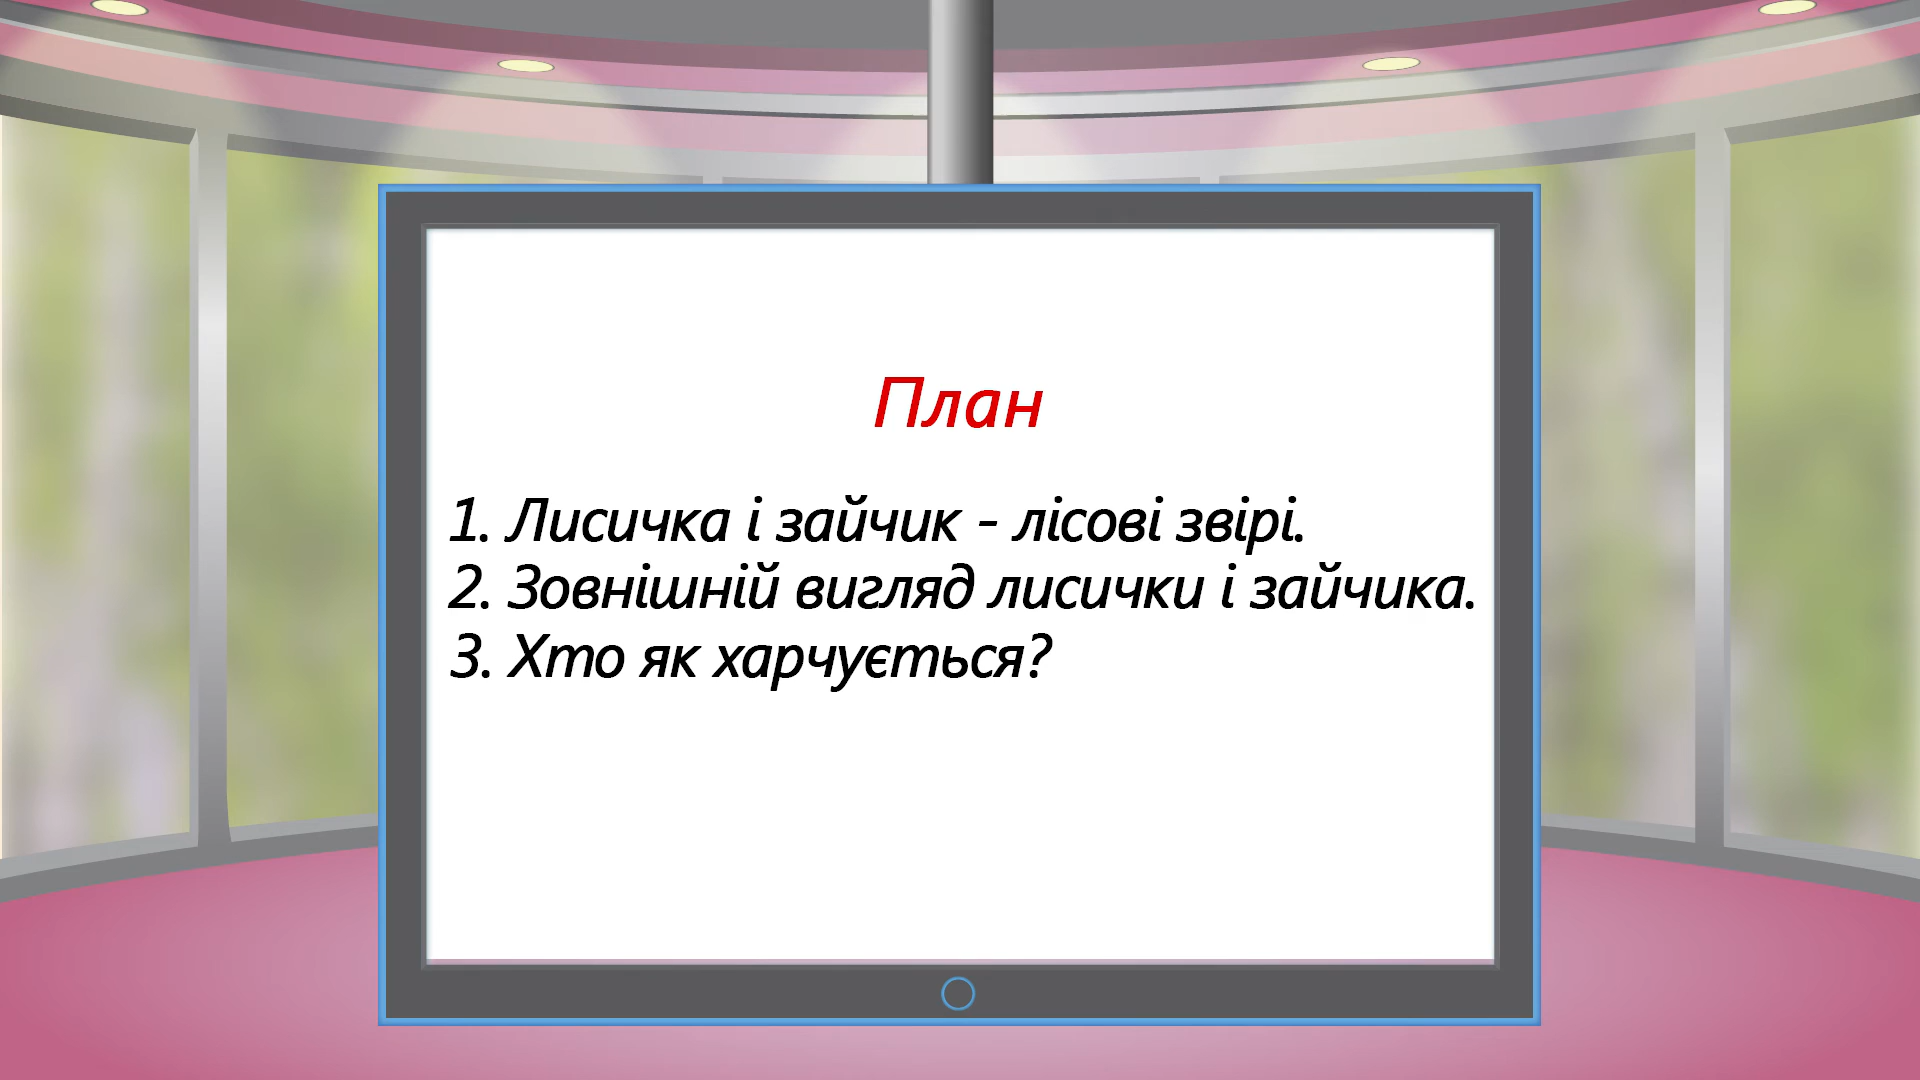 План
1. Лисичка і зайчик - лісові звірі.
2. Зовнішній вигляд лисички і зайчика.
3. Хто як харчується?